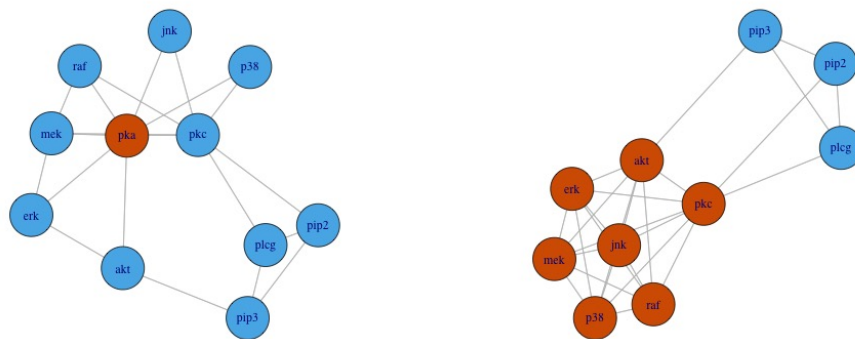 jnk
raf
p38
mek
pka
pkc
erk
plcg
pip2
akt
pip3
pip3
pip2
plcg
akt
erk
pkc
jnk
mek
raf
p38